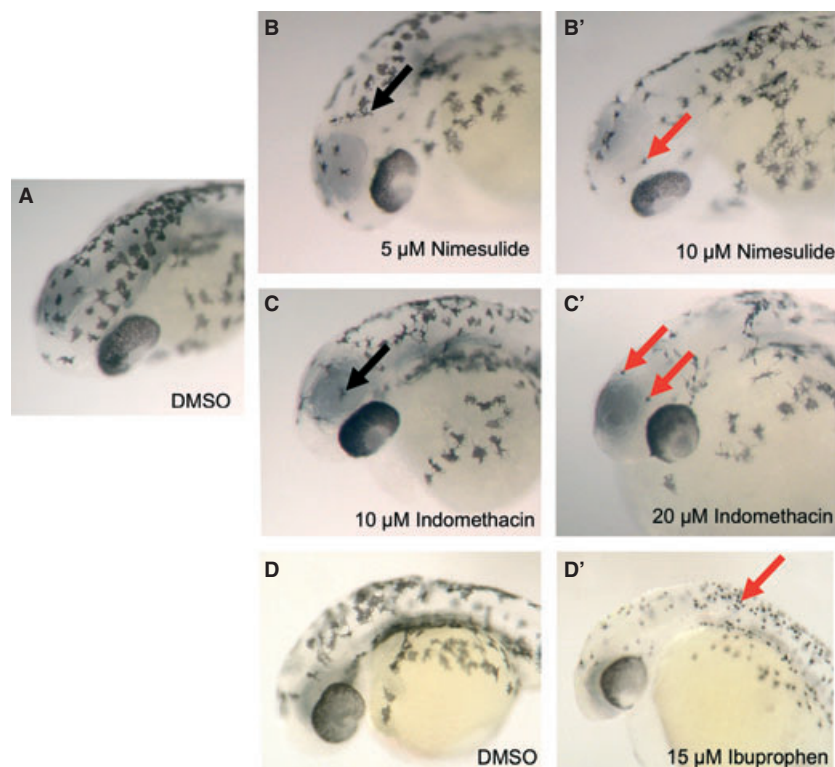 A
DMSO
B
5 µM Nimesulide
B’
10 µM Nimesulide
C
10 µM Indomethacin
C’
20 µM Indomethacin
D
DMSO
D’
15 µM Ibuprophen